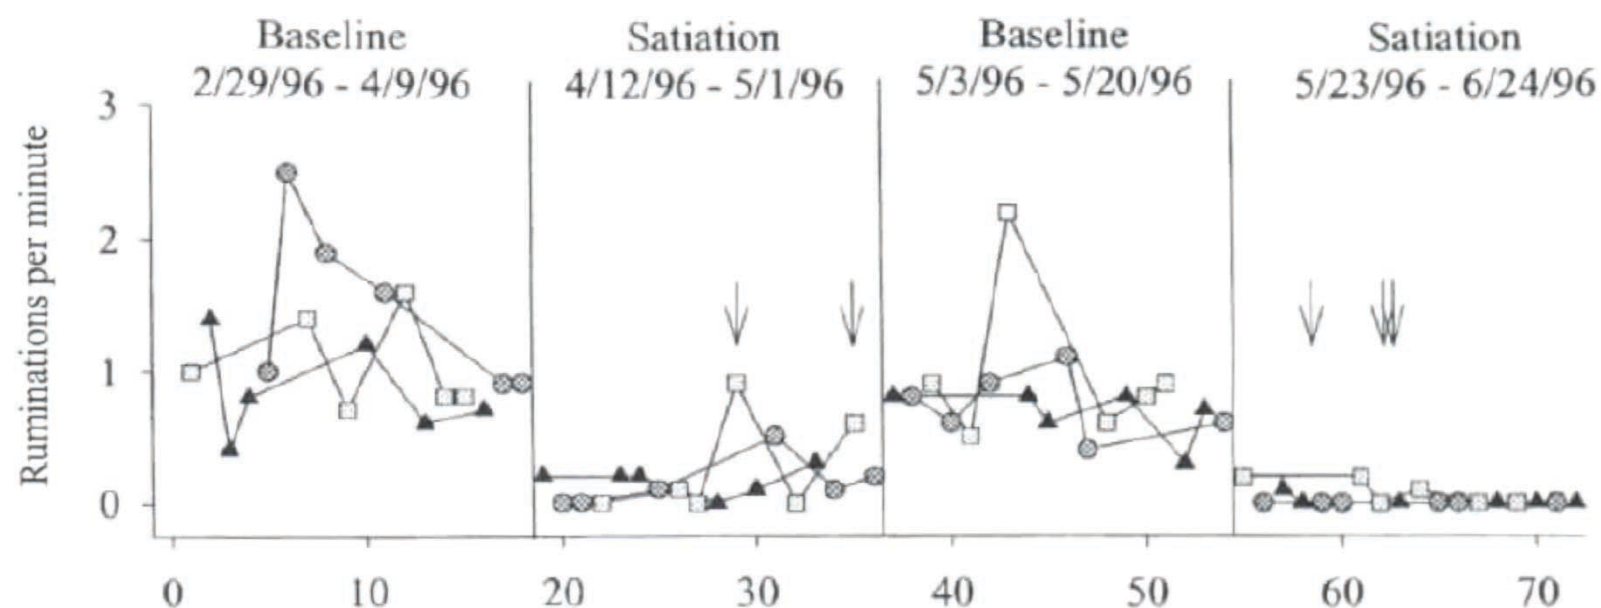 Baseline
2/29/96 - 4/9/96
Satiation
4/12/96 - 5/1/96
Baseline
5/3/96 - 5/20/96
Satiation
5/23/96 - 6/24/96
Ruminations per minute
3
2
1
0
0 10 20 30 40 50 60 70